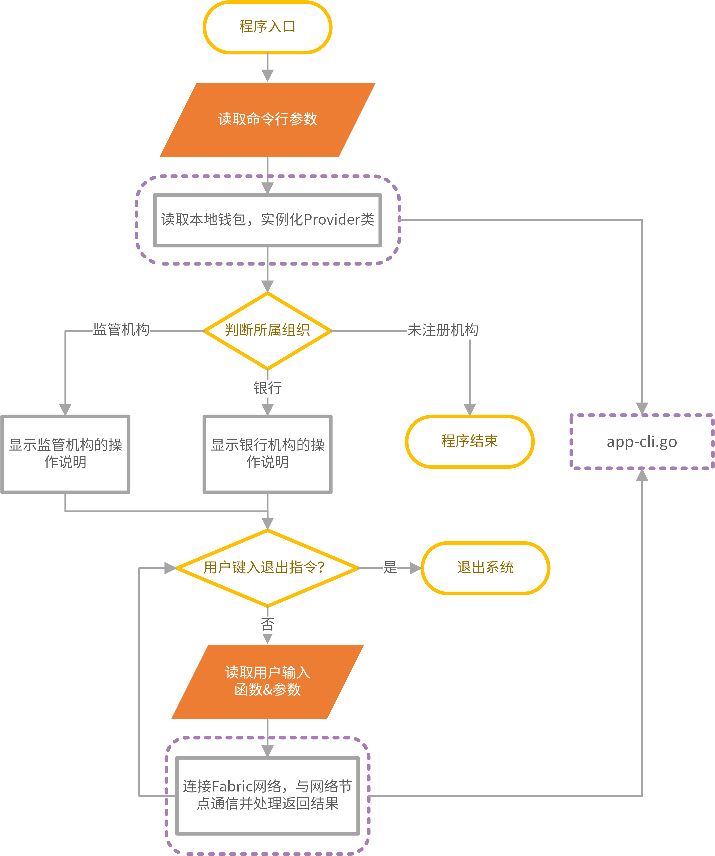 程序入口
读取命令行参数
读取本地钱包，实例化Provider类
判断所属组织
监管机构
未注册机构
银行
显示监管机构的操
作说明
显示银行机构的操
作说明
程序结束
app-cli.go
用户键入退出指令？
是
退出系统
否
读取用户输入
函数&参数
连接Fabric网络，与网络节
点通信并处理返回结果